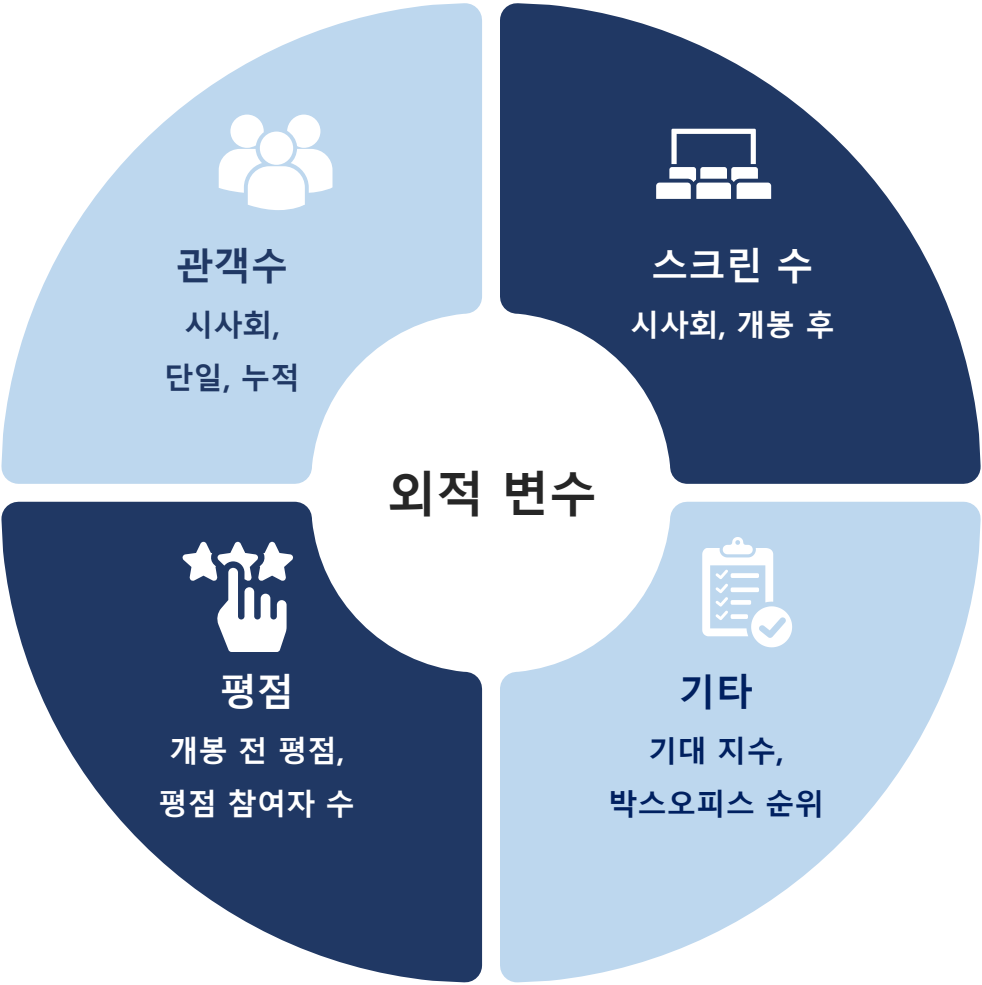 관객수
시사회,
단일, 누적
스크린 수
시사회, 개봉 후
외적 변수
평점
개봉 전 평점,
평점 참여자 수
기타
기대 지수,
박스오피스 순위